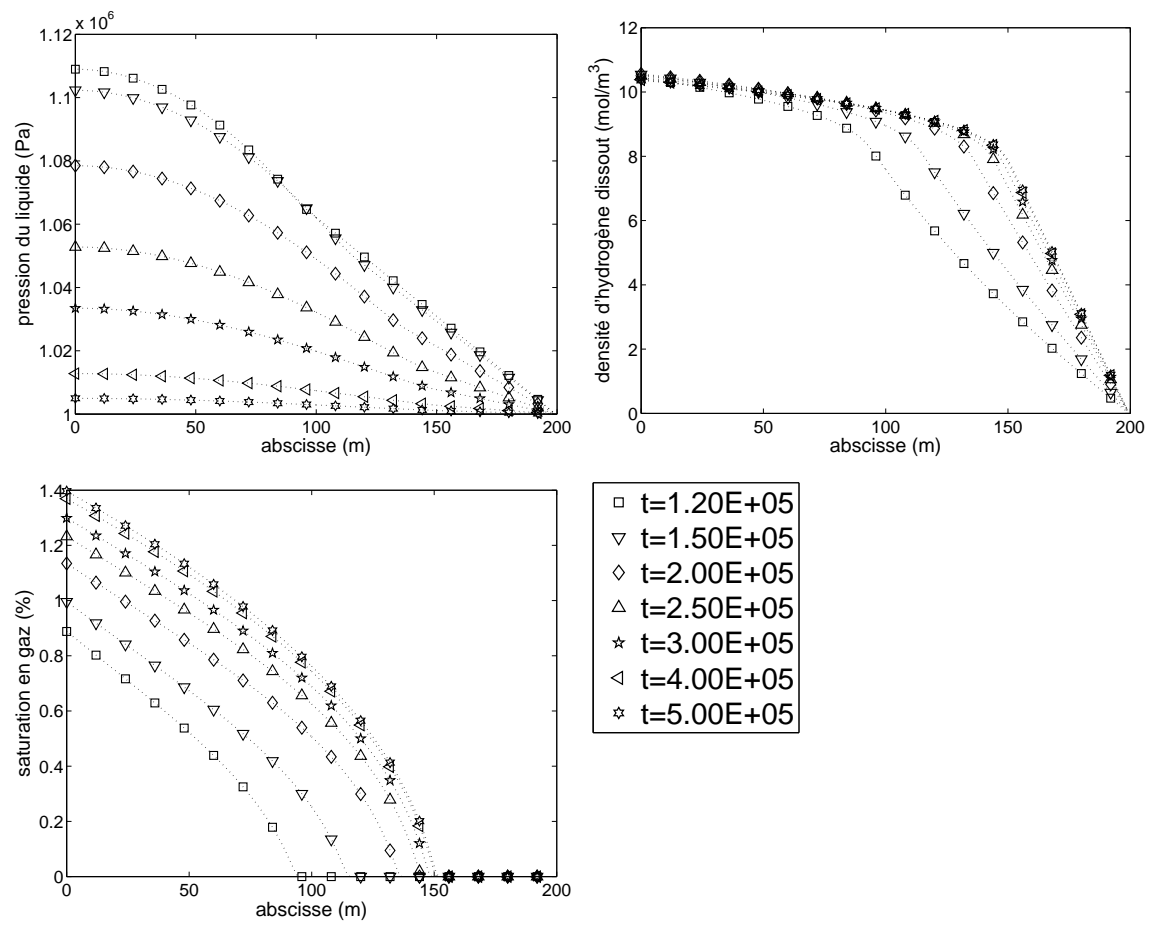 x 10^6
1.12
1.1
1.08
1.06
1.04
1.02
1
0 50 100 150 200
abscisse (m)
pression du liquide (Pa)
12
10
8
6
4
2
0
0 50 100 150 200
abscisse (m)
densité d'hydrogène dissout (mol/m^3)
1.4
1.2
1
0.8
0.6
0.4
0.2
0
0 50 100 150 200
abscisse (m)
saturation en gaz (%)
t=1.20E+05
t=1.50E+05
t=2.00E+05
t=2.50E+05
t=3.00E+05
t=4.00E+05
t=5.00E+05